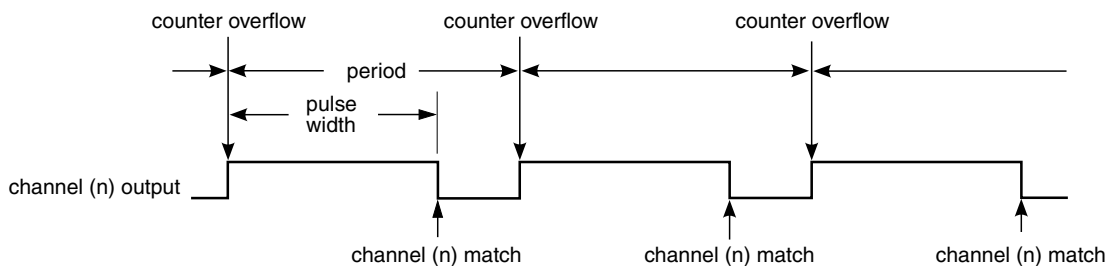 counter overflow
counter overflow
counter overflow
period
pulse
width
channel (n) output
channel (n) match
channel (n) match
channel (n) match